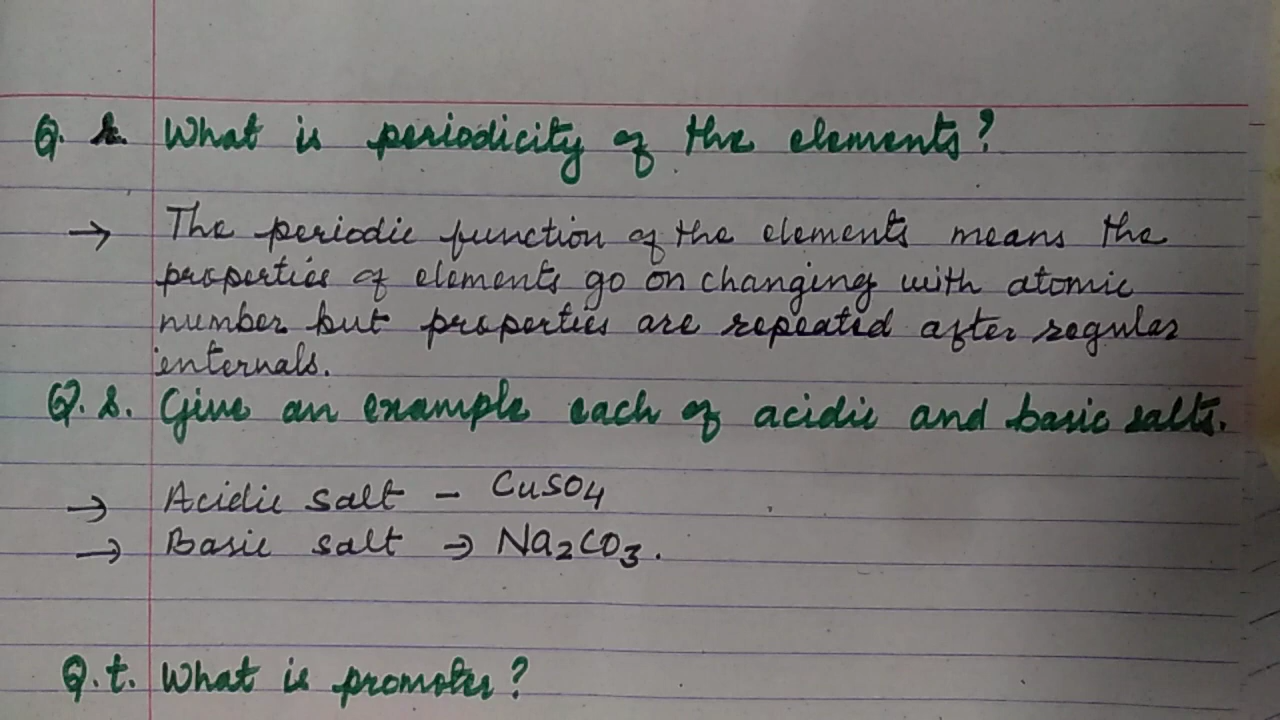 Q. r. What is periodicity of the elements?
→ The periodic function of the elements means the
properties of elements go on changing with atomic
number but properties are repeated after regular
internals.
Q. s. Give an example each of acidic and basic salts.
→ Acidic salt - CuSO4
→ Basic salt → Na2CO3.
Q. t. What is promoter?